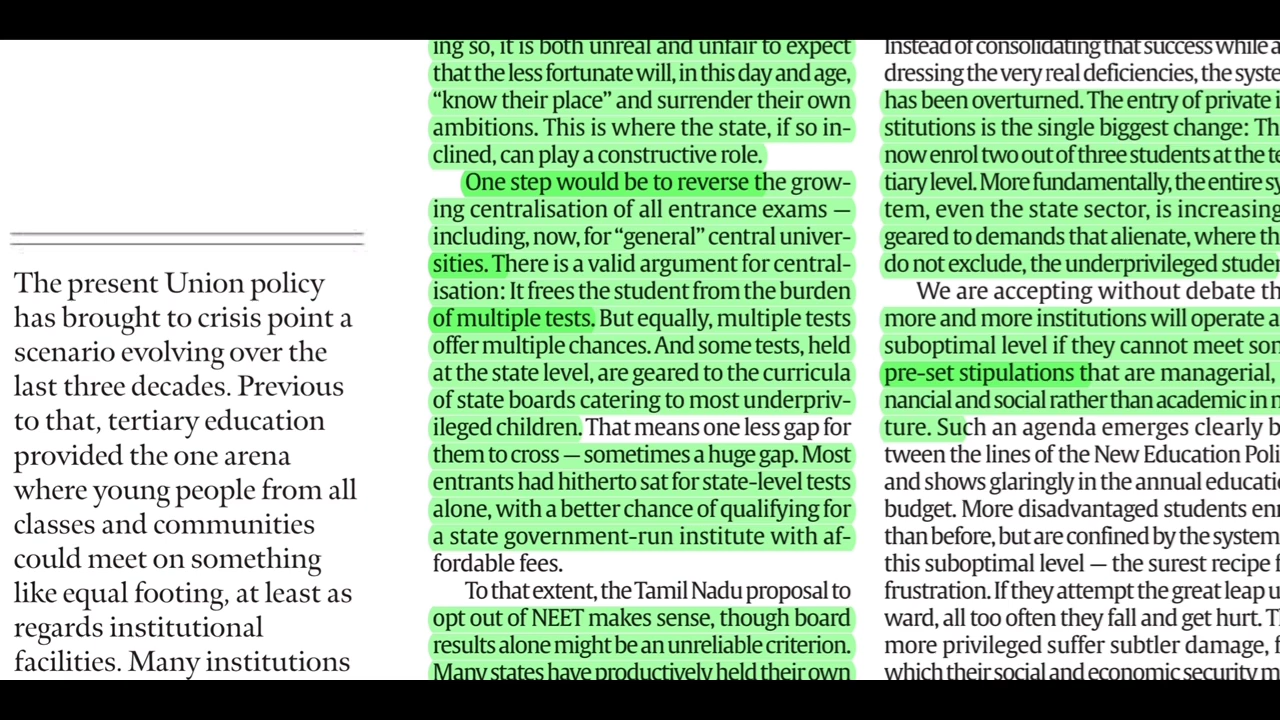 The present Union policy
has brought to crisis point a
scenario evolving over the
last three decades. Previous
to that, tertiary education
provided the one arena
where young people from all
classes and communities
could meet on something
like equal footing, at least as
regards institutional
facilities. Many institutions
ing so, it is both unreal and unfair to expect
that the less fortunate will, in this day and age,
“know their place” and surrender their own
ambitions. This is where the state, if so in-
clined, can play a constructive role.
One step would be to reverse the grow-
ing centralisation of all entrance exams —
including, now, for “general” central univer-
sities. There is a valid argument for central-
isation: It frees the student from the burden
of multiple tests. But equally, multiple tests
offer multiple chances. And some tests, held
at the state level, are geared to the curricula
of state boards catering to most underpriv-
ileged children. That means one less gap for
them to cross — sometimes a huge gap. Most
entrants had hitherto sat for state-level tests
alone, with a better chance of qualifying for
a state government-run institute with af-
fordable fees.
To that extent, the Tamil Nadu proposal to
opt out of NEET makes sense, though board
results alone might be an unreliable criterion.
Many states have productively held their own
Instead of consolidating that success while a
dressing the very real deficiencies, the syste
has been overturned. The entry of private i
stitutions is the single biggest change: Th
now enrol two out of three students at the te
tiary level. More fundamentally, the entire sy
tem, even the state sector, is increasing
geared to demands that alienate, where th
do not exclude, the underprivileged studen
We are accepting without debate th
more and more institutions will operate a
suboptimal level if they cannot meet som
pre-set stipulations that are managerial,
nancial and social rather than academic in n
ture. Such an agenda emerges clearly b
tween the lines of the New Education Poli
and shows glaringly in the annual educatio
budget. More disadvantaged students enr
than before, but are confined by the system
this suboptimal level — the surest recipe f
frustration. If they attempt the great leap u
ward, all too often they fall and get hurt. T
more privileged suffer subtler damage, f
which their social and economic security m